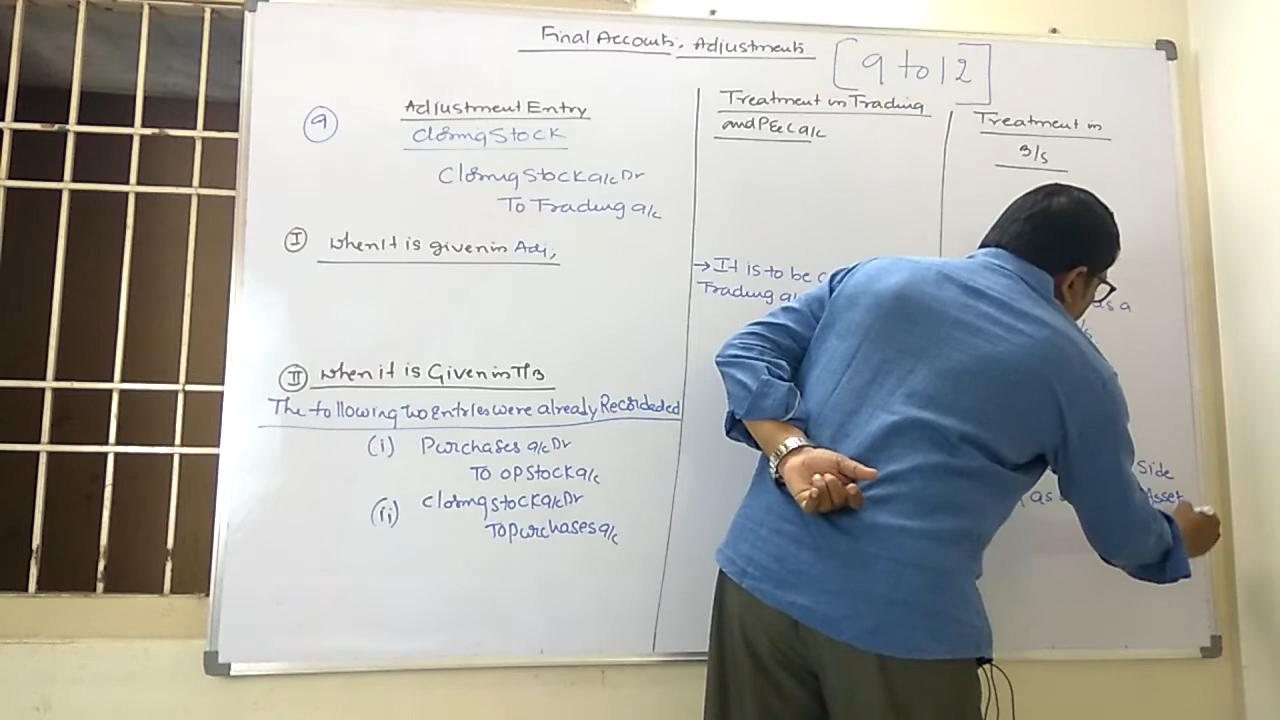 Final Accounts, Adjustments [9 to 12]
9
Adjustment Entry
Closing Stock
Closing Stock a/c Dr
To Trading a/c
I When it is given in Adj;
II When it is Given in T/B
The following two Entries were already Recordeded
(i) Purchases a/c Dr
To OP Stock a/c
(ii) Closing Stock a/c Dr
To Purchases a/c
Treatment in Trading
and P&L a/c
→ It is to be
Trading a/
Treatment in
B/S
as a
/s
Side
as
Asset